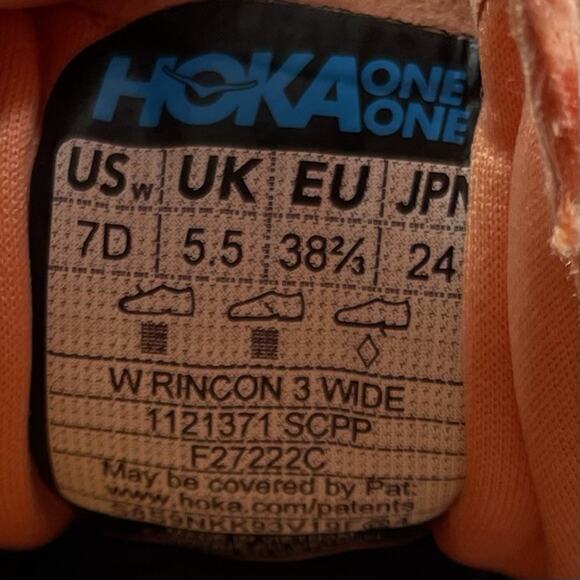 HOKA ONE ONE
USW UK EU JPN
7D 5.5 38⅔ 24
W RINCON 3 WIDE
1121371 SCPP
F27222C
May be covered by Pat:
www.hoka.com/patents